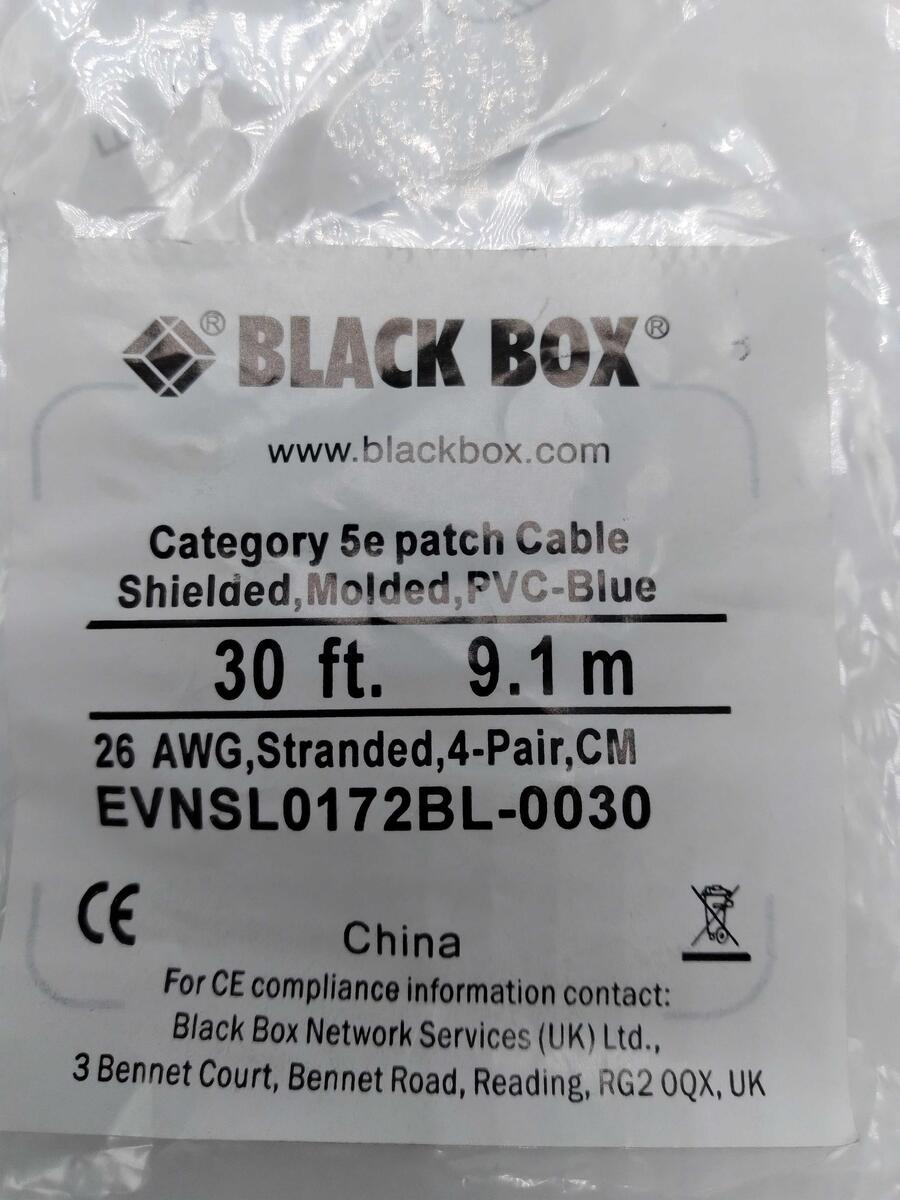 ® BLACK BOX®
www.blackbox.com
Category 5e patch Cable
Shielded,Molded,PVC-Blue
30 ft. 9.1 m
26 AWG,Stranded,4-Pair,CM
EVNSL0172BL-0030
CE
China
For CE compliance information contact:
Black Box Network Services (UK) Ltd.,
3 Bennet Court, Bennet Road, Reading, RG2 0QX, UK